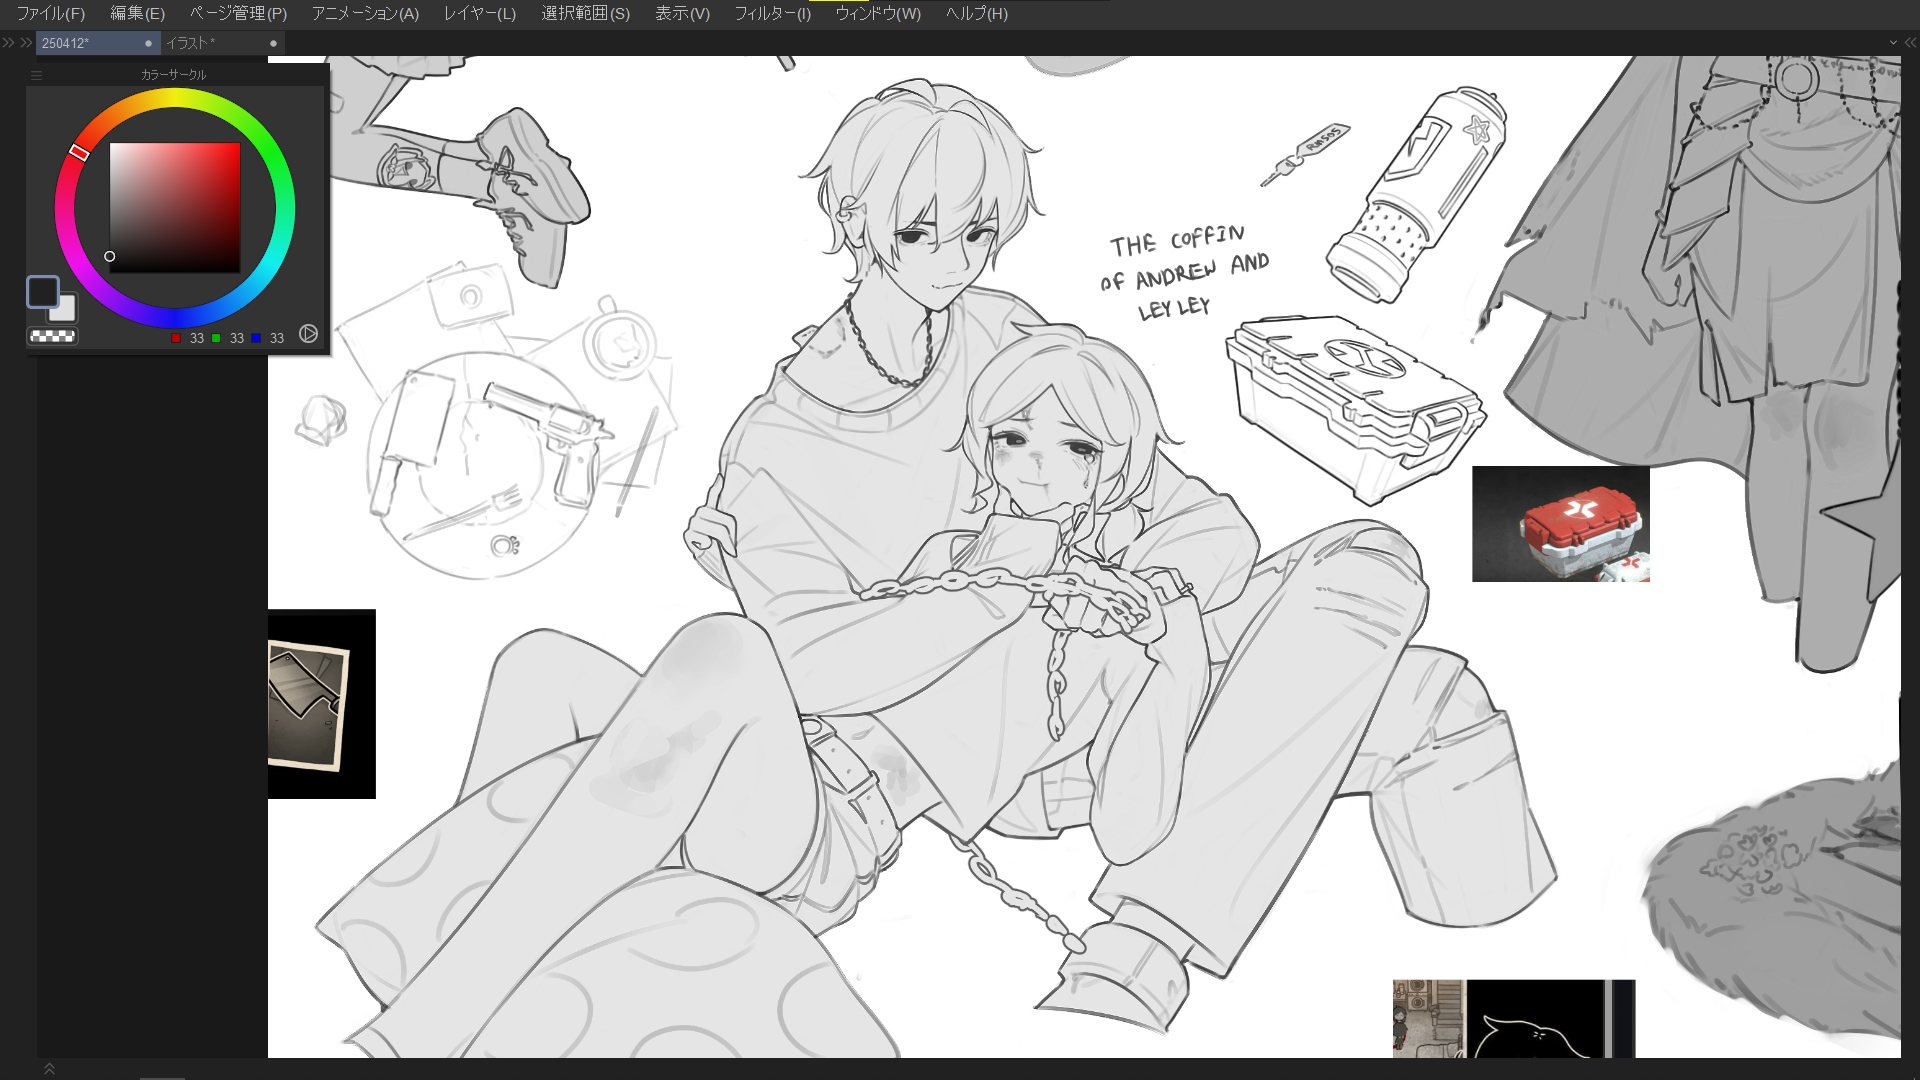 ファイル(F) 編集(E) ページ管理(P) アニメーション(A) レイヤー(L) 選択範囲(S) 表示(V) フィルター(I) ウィンドウ(W) ヘルプ(H)
250412* イラスト*
カラーサークル
33 33 33
THE COFFIN
OF ANDREW AND
LEYLEY